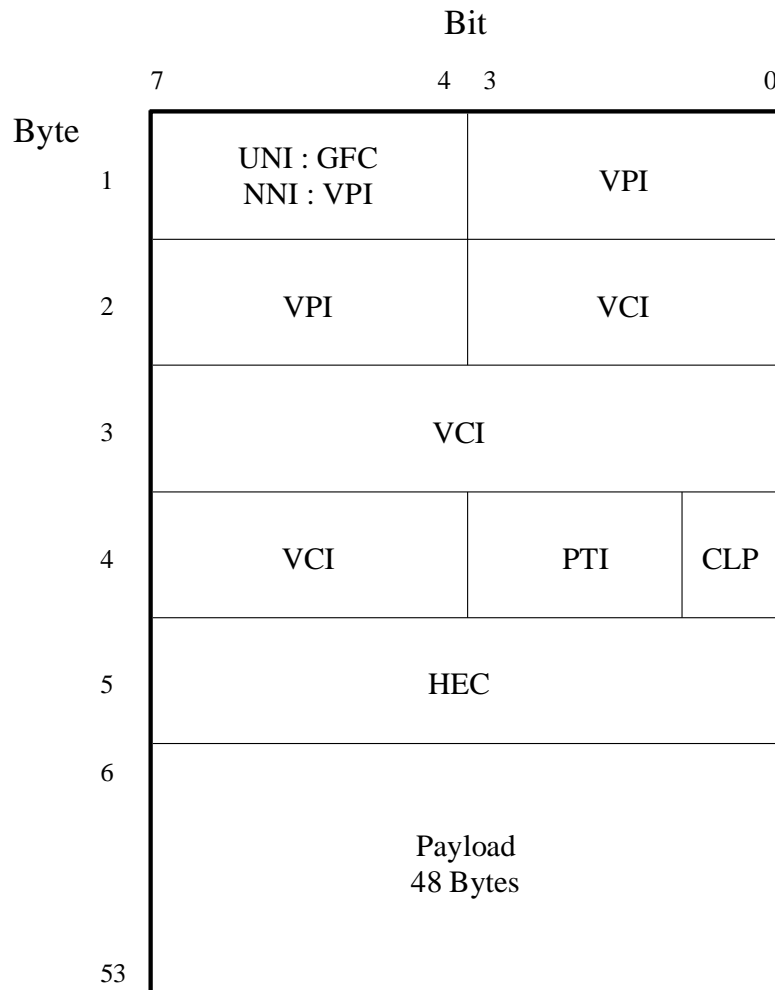 Bit
7 4 3 0
Byte
1
UNI : GFC
NNI : VPI
VPI
2
VPI
VCI
3
VCI
4
VCI
PTI
CLP
5
HEC
6
Payload
48 Bytes
53